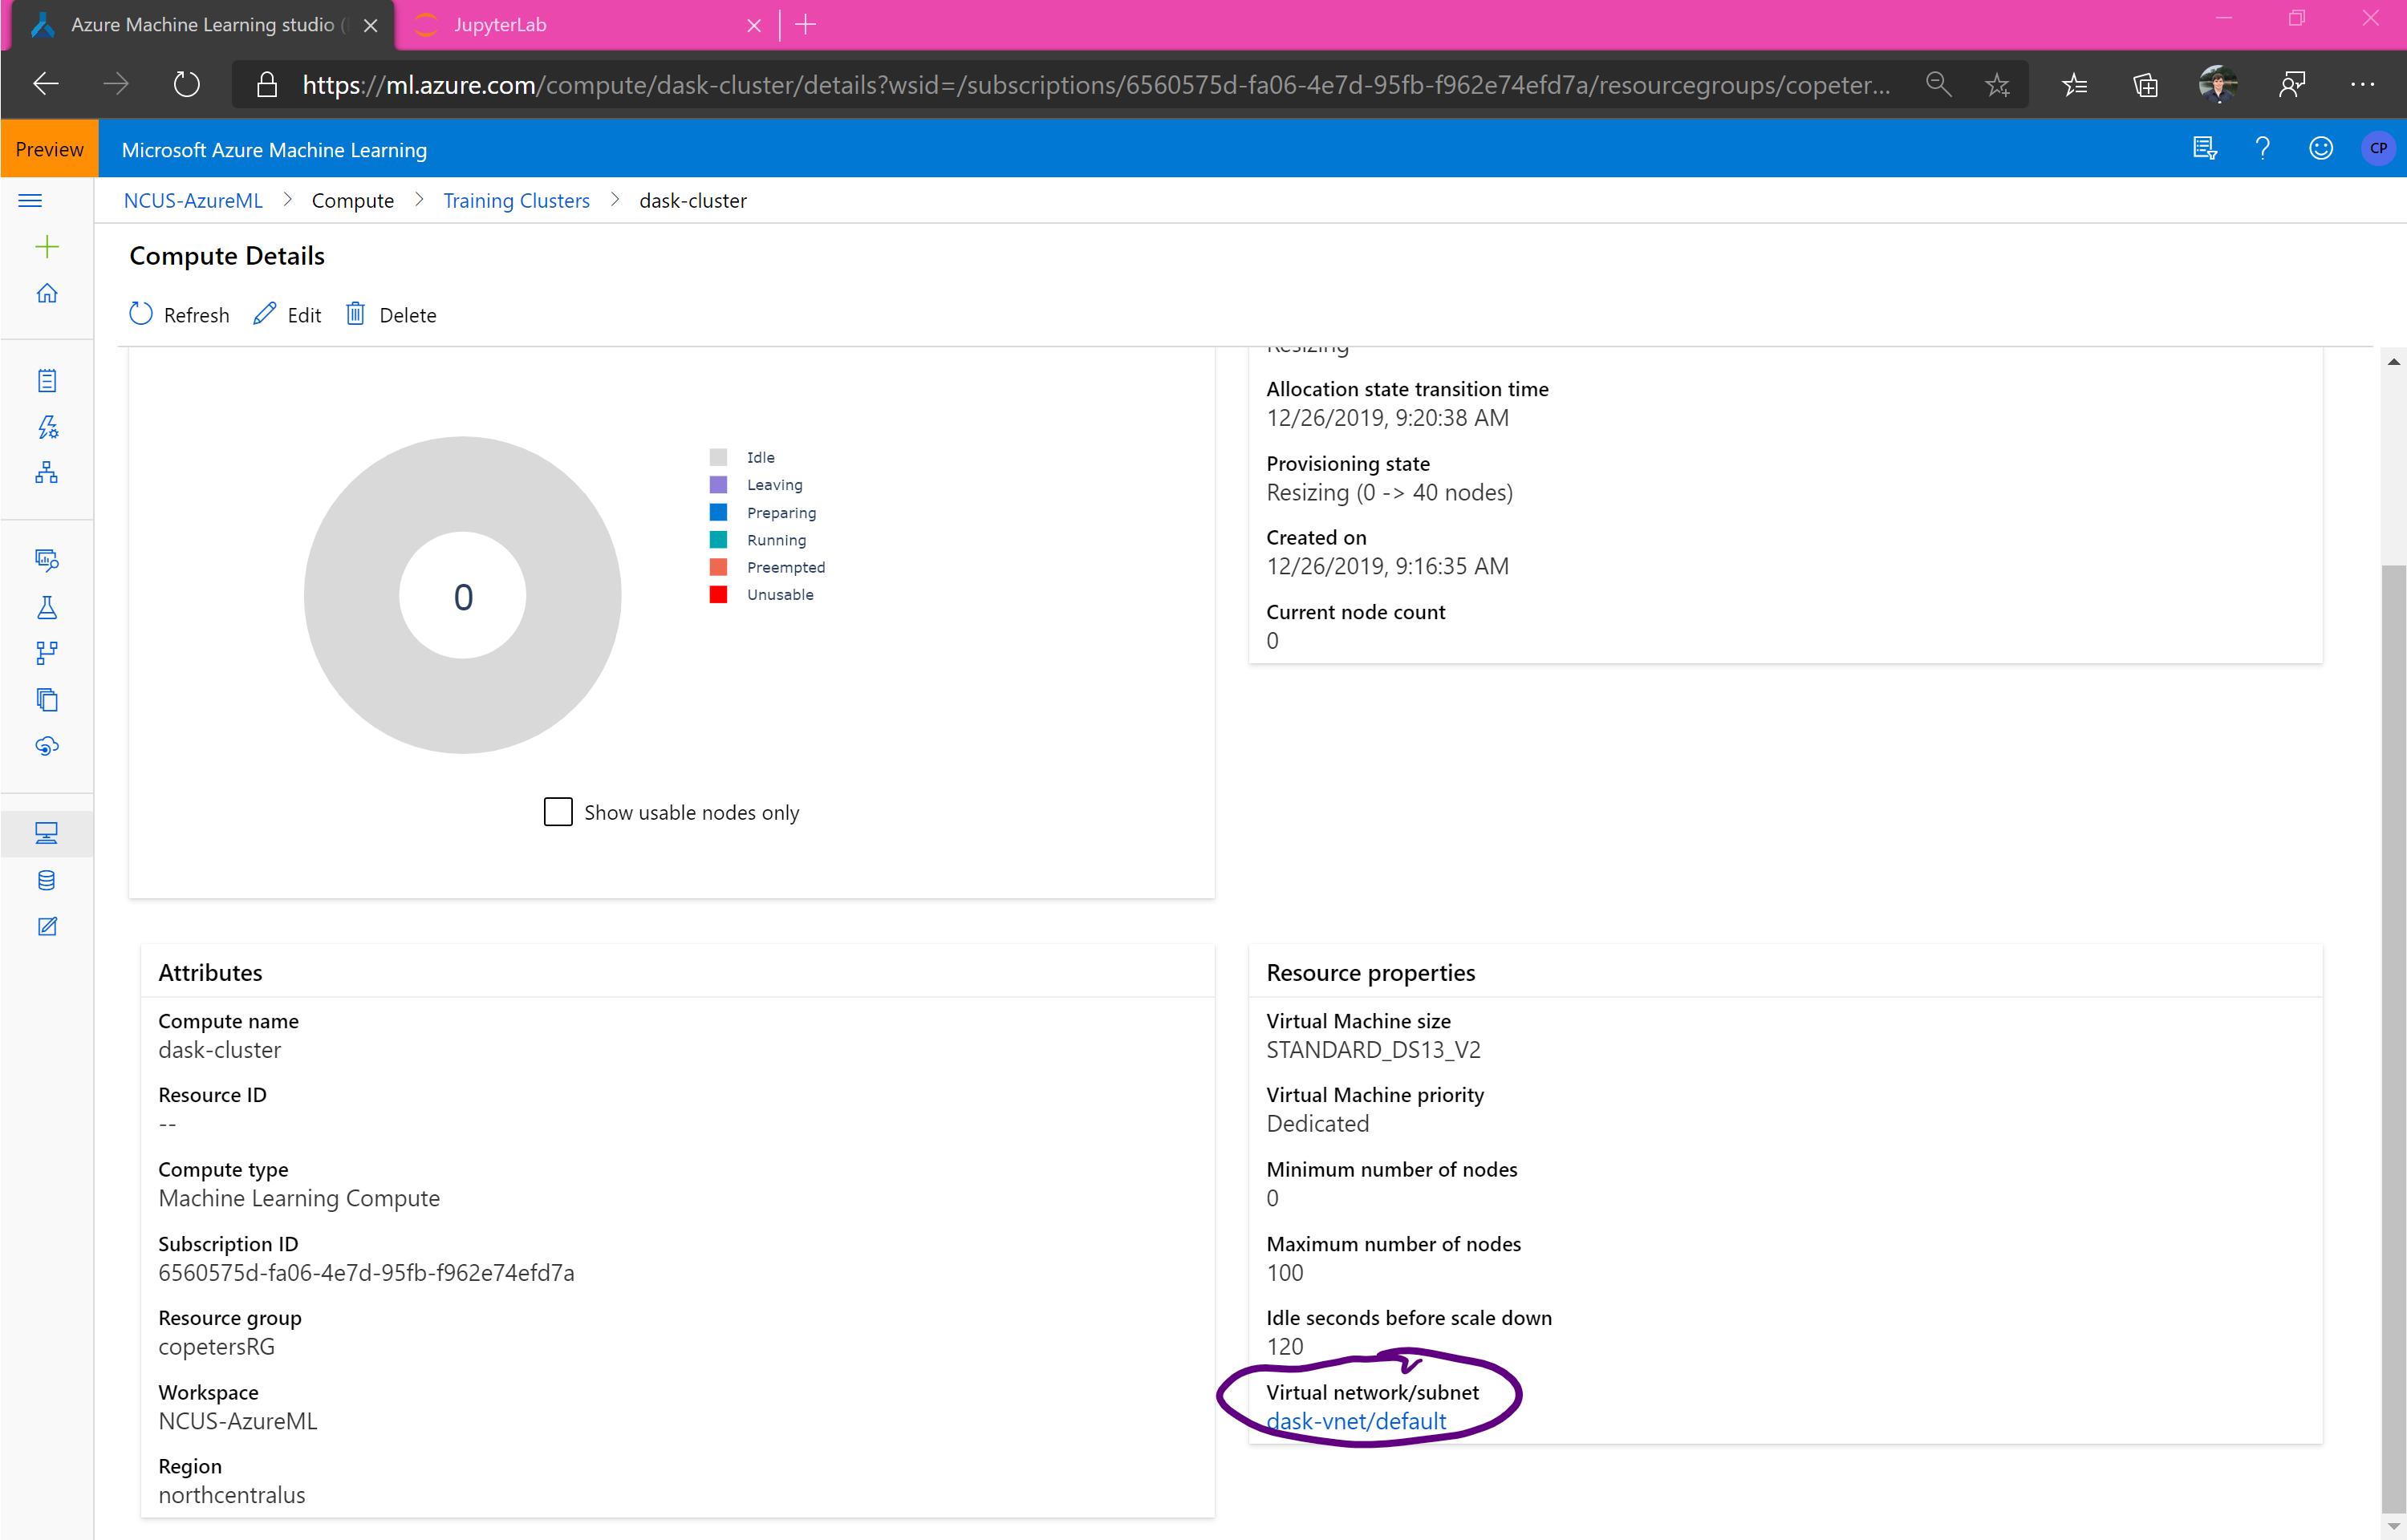 Azure Machine Learning studio (
JupyterLab
https://ml.azure.com/compute/dask-cluster/details?wsid=/subscriptions/6560575d-fa06-4e7d-95fb-f962e74efd7a/resourcegroups/copeter...
Preview
Microsoft Azure Machine Learning
CP
NCUS-AzureML > Compute > Training Clusters > dask-cluster
Compute Details
Refresh
Edit
Delete
0
Idle
Leaving
Preparing
Running
Preempted
Unusable
Show usable nodes only
Resizing
Allocation state transition time
12/26/2019, 9:20:38 AM
Provisioning state
Resizing (0 -> 40 nodes)
Created on
12/26/2019, 9:16:35 AM
Current node count
0
Attributes
Compute name
dask-cluster
Resource ID
--
Compute type
Machine Learning Compute
Subscription ID
6560575d-fa06-4e7d-95fb-f962e74efd7a
Resource group
copetersRG
Workspace
NCUS-AzureML
Region
northcentralus
Resource properties
Virtual Machine size
STANDARD_DS13_V2
Virtual Machine priority
Dedicated
Minimum number of nodes
0
Maximum number of nodes
100
Idle seconds before scale down
120
Virtual network/subnet
dask-vnet/default